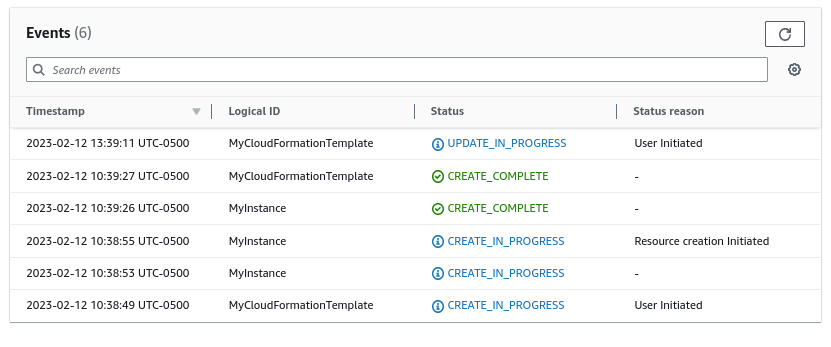 Events (6)
Search events
Timestamp Logical ID Status Status reason
2023-02-12 13:39:11 UTC-0500 MyCloudFormationTemplate UPDATE_IN_PROGRESS User Initiated
2023-02-12 10:39:27 UTC-0500 MyCloudFormationTemplate CREATE_COMPLETE -
2023-02-12 10:39:26 UTC-0500 MyInstance CREATE_COMPLETE -
2023-02-12 10:38:55 UTC-0500 MyInstance CREATE_IN_PROGRESS Resource creation Initiated
2023-02-12 10:38:53 UTC-0500 MyInstance CREATE_IN_PROGRESS -
2023-02-12 10:38:49 UTC-0500 MyCloudFormationTemplate CREATE_IN_PROGRESS User Initiated